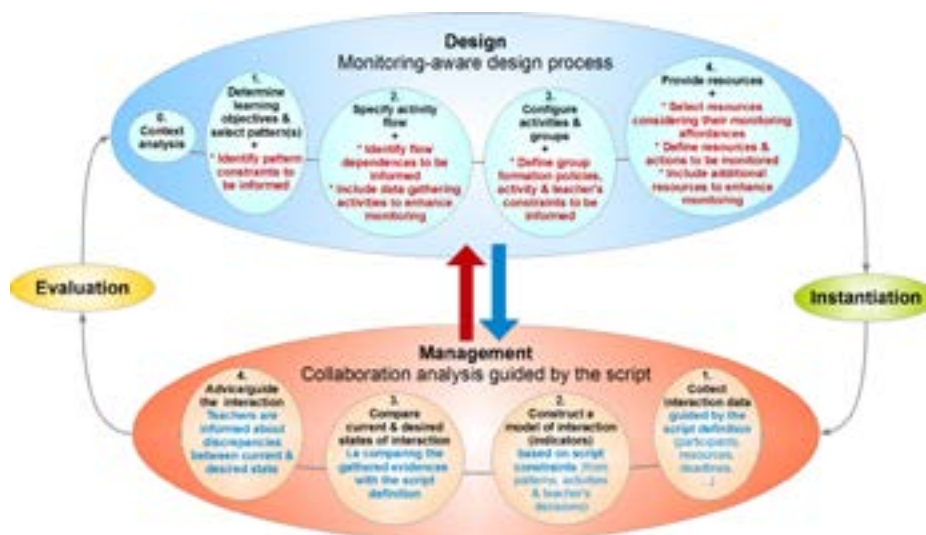 Design
Monitoring-aware design process
0.
Context
analysis
1.
Determine
learning
objectives &
select pattern(s)
+
* Identify pattern
constraints to
be informed
2.
Specify activity
flow
+
* Identify flow
dependences to be
informed
* Include data gathering
activities to enhance
monitoring
3.
Configure
activities &
groups
+
* Define group
formation policies,
activity & teacher's
constraints to be
informed
4.
Provide resources
+
* Select resources
considering their monitoring
affordances
* Define resources &
actions to be monitored
* Include additional
resources to enhance
monitoring
Evaluation
Instantiation
Management
Collaboration analysis guided by the script
4.
Advice/guide
the interaction
Teachers are
informed about
discrepancies
between current &
desired state
3.
Compare
current & desired
states of interaction
i.e comparing the
gathered evidences
with the script
definition
2.
Construct a
model of interaction
(indicators)
based on script
constraints (from
patterns, activities
& teacher's
decisions)
1.
Collect
interaction data
guided by the
script definition
(participants,
resources,
deadlines,
...)